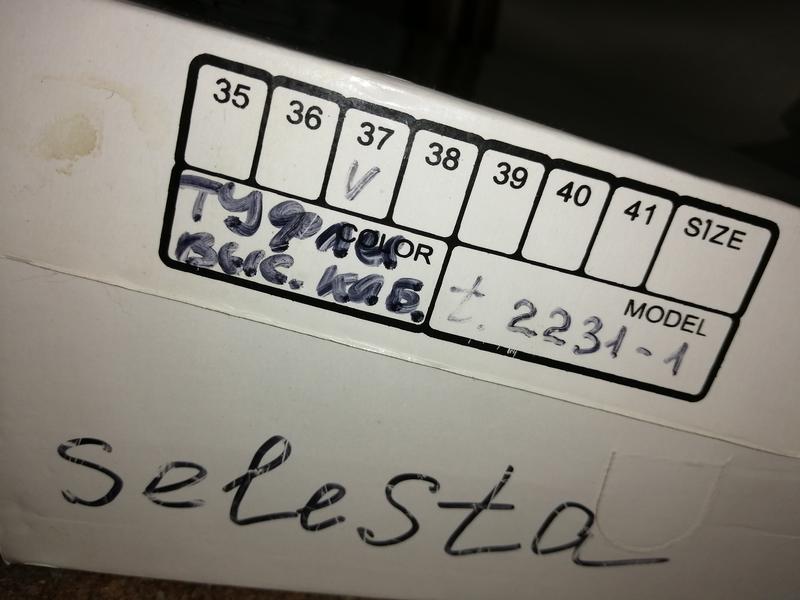 35 36 37 38 39 40 41 SIZE
V
туфли COLOR
выс. каб.
MODEL
t. 2231-1
selesta